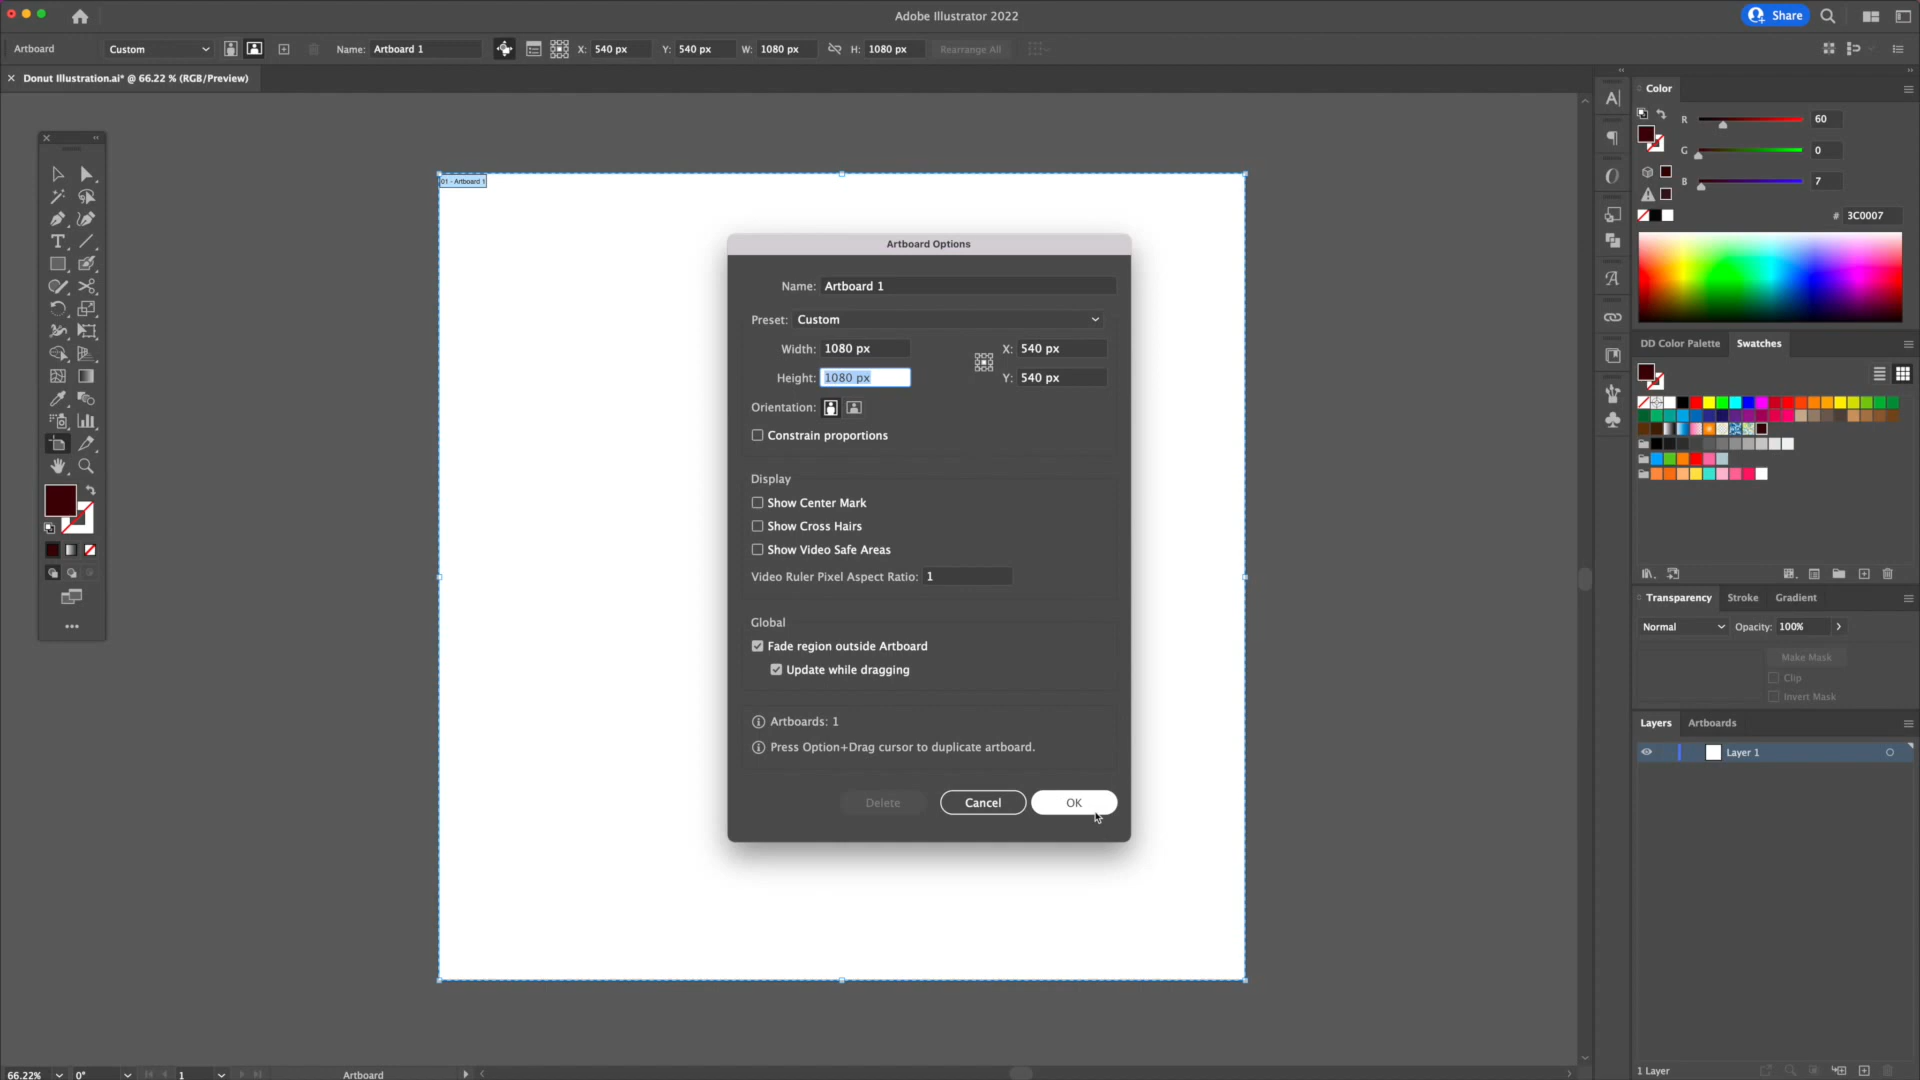 Adobe Illustrator 2022
Share
Artboard
Custom
Name: Artboard 1
X: 540 px
Y: 540 px
W: 1080 px
H: 1080 px
Rearrange All
Donut Illustration.ai* @ 66.22 % (RGB/Preview)
01 - Artboard 1
Artboard Options
Name: Artboard 1
Preset: Custom
Width: 1080 px
X: 540 px
Height: 1080 px
Y: 540 px
Orientation:
Constrain proportions
Display
Show Center Mark
Show Cross Hairs
Show Video Safe Areas
Video Ruler Pixel Aspect Ratio: 1
Global
Fade region outside Artboard
Update while dragging
Artboards: 1
Press Option+Drag cursor to duplicate artboard.
Delete
Cancel
OK
Color
R 60
G 0
B 7
# 3C0007
DD Color Palette
Swatches
Transparency
Stroke
Gradient
Normal
Opacity: 100%
Make Mask
Clip
Invert Mask
Layers
Artboards
Layer 1
1 Layer
66.22%
0°
1
Artboard